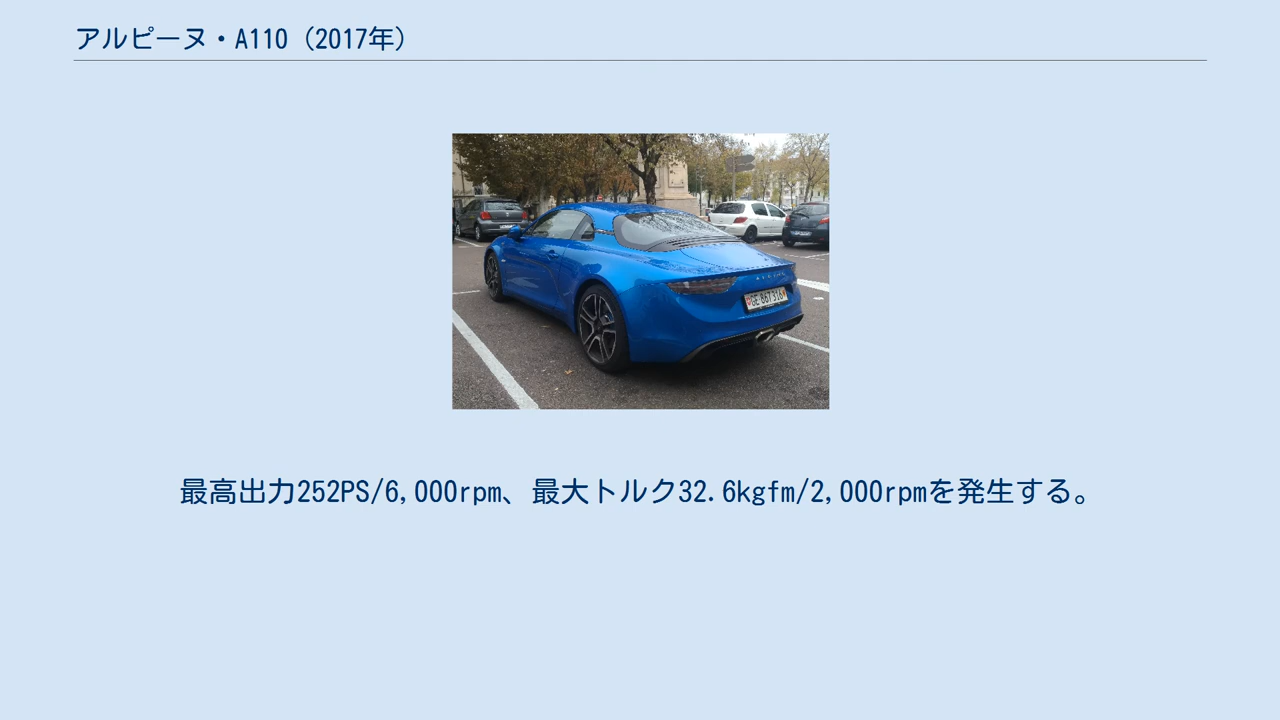 アルピーヌ・A110（2017年）
GE 867316
最高出力252PS/6,000rpm、最大トルク32.6kgfm/2,000rpmを発生する。